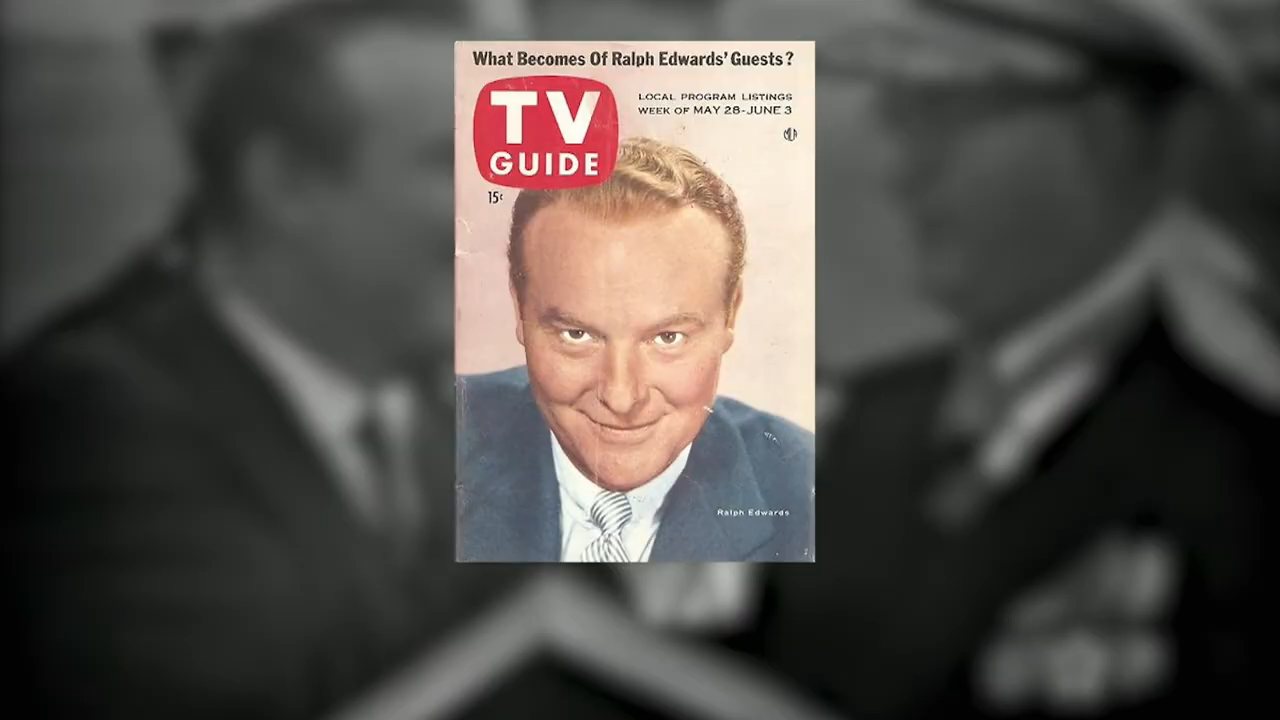 What Becomes Of Ralph Edwards' Guests?
TV
GUIDE
LOCAL PROGRAM LISTINGS
WEEK OF MAY 28-JUNE 3
15¢
Ralph Edwards